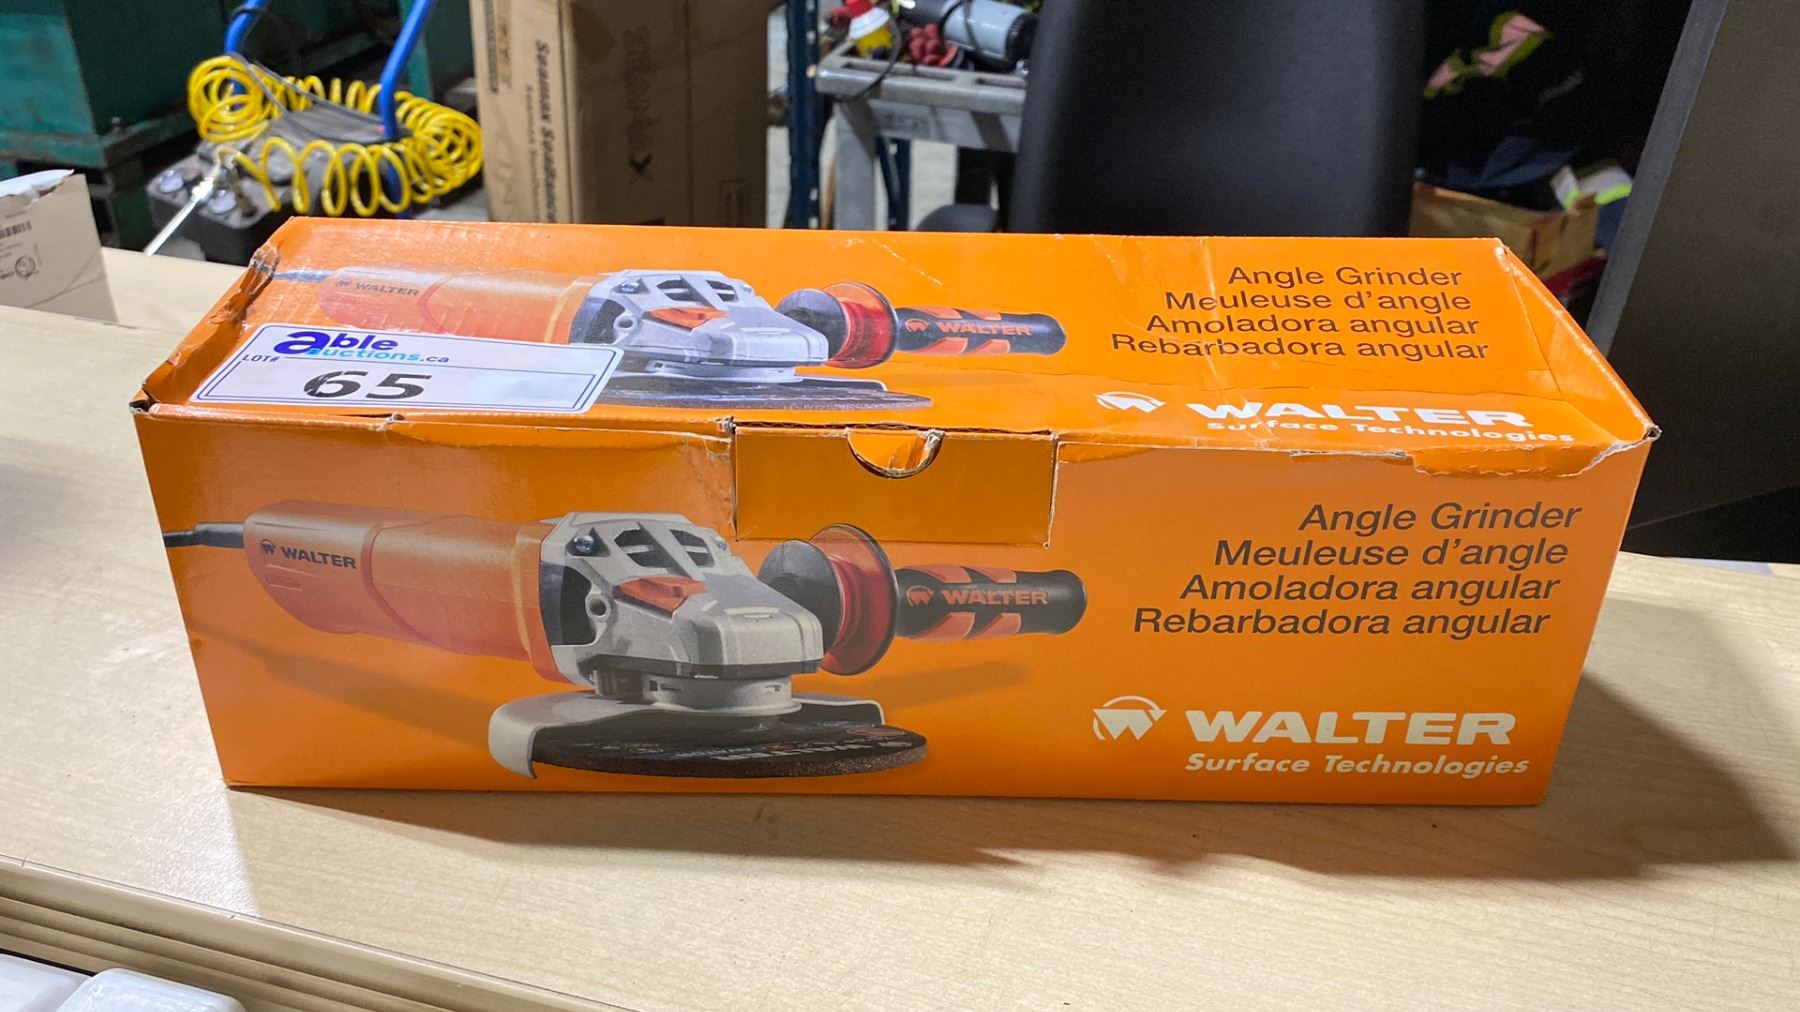 WALTER
WALTER
Angle Grinder
Meuleuse d'angle
Amoladora angular
Rebarbadora angular
able
auctions.ca
LOT#
65
WALTER
Surface Technologies
WALTER
WALTER
WALTER
Angle Grinder
Meuleuse d'angle
Amoladora angular
Rebarbadora angular
WALTER
Surface Technologies